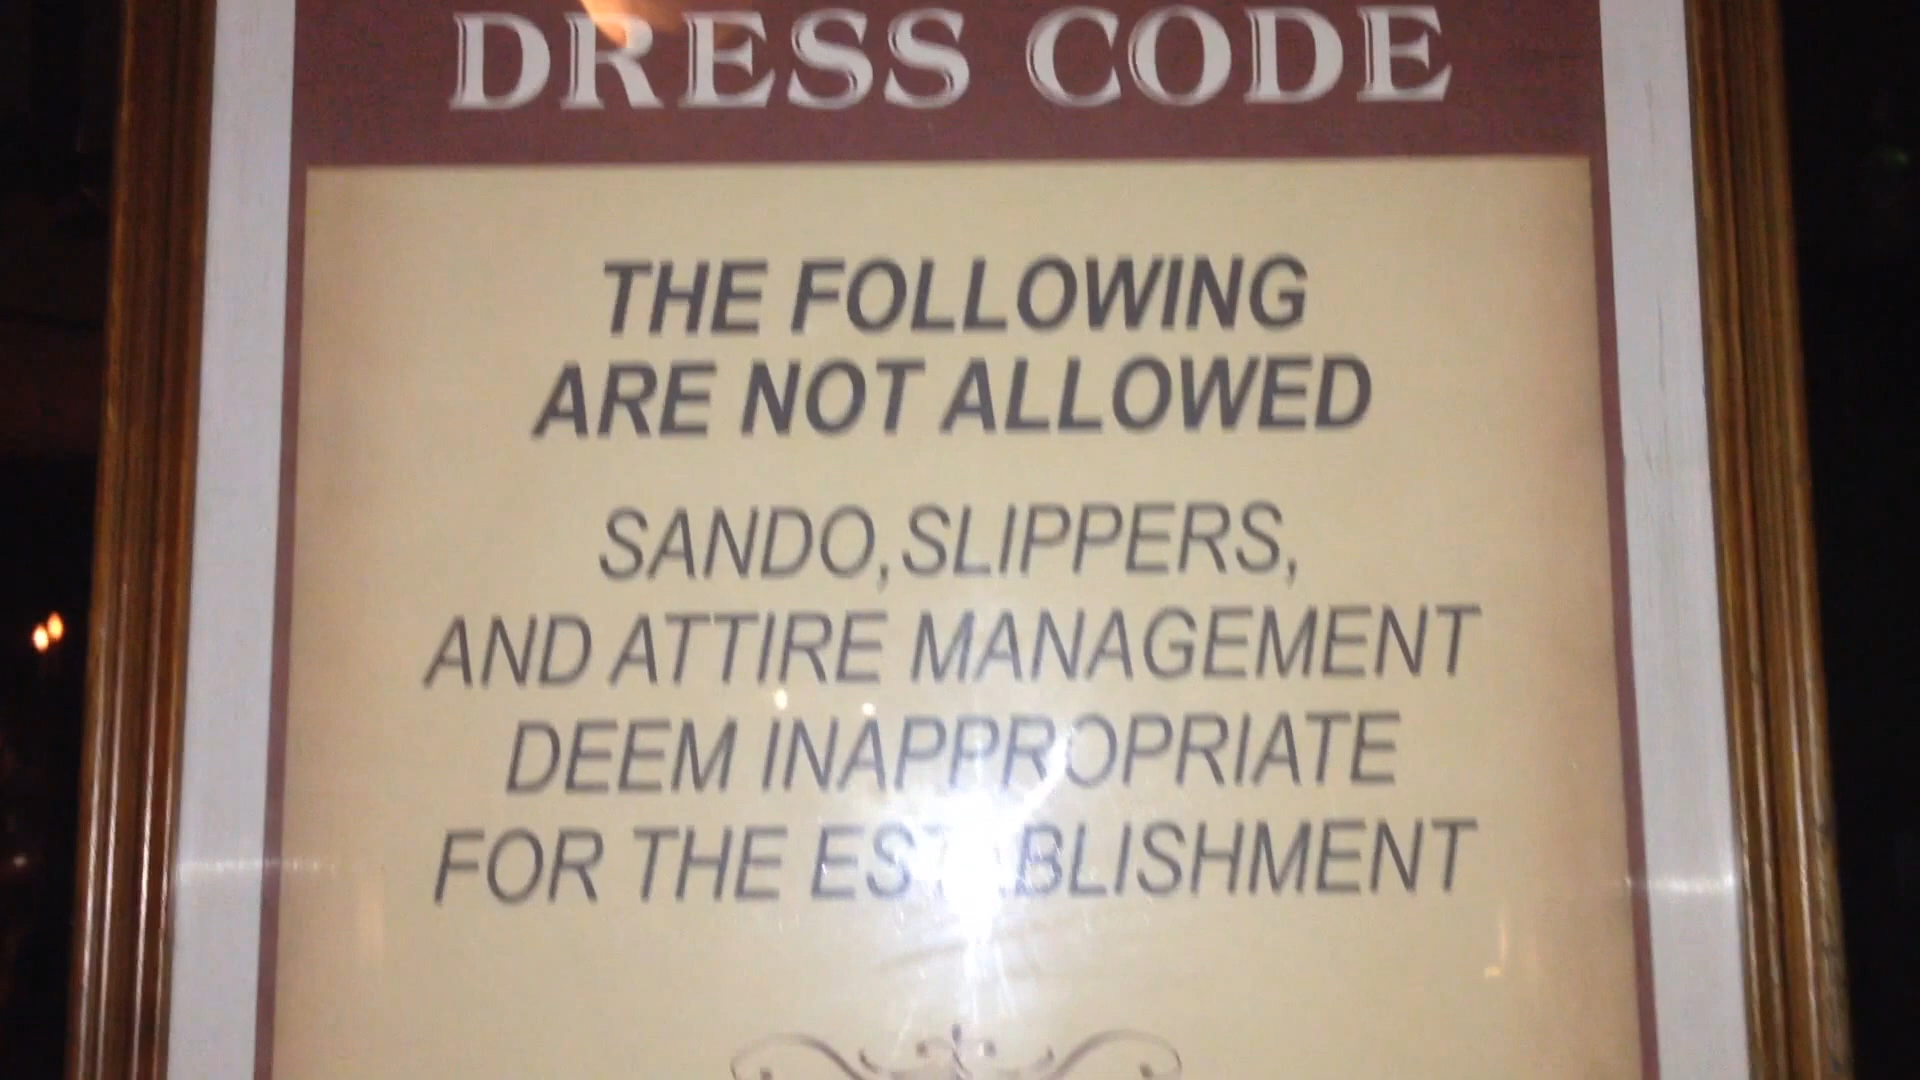 DRESS CODE
THE FOLLOWING
ARE NOT ALLOWED
SANDO, SLIPPERS,
AND ATTIRE MANAGEMENT
DEEM INAPPROPRIATE
FOR THE ESTABLISHMENT